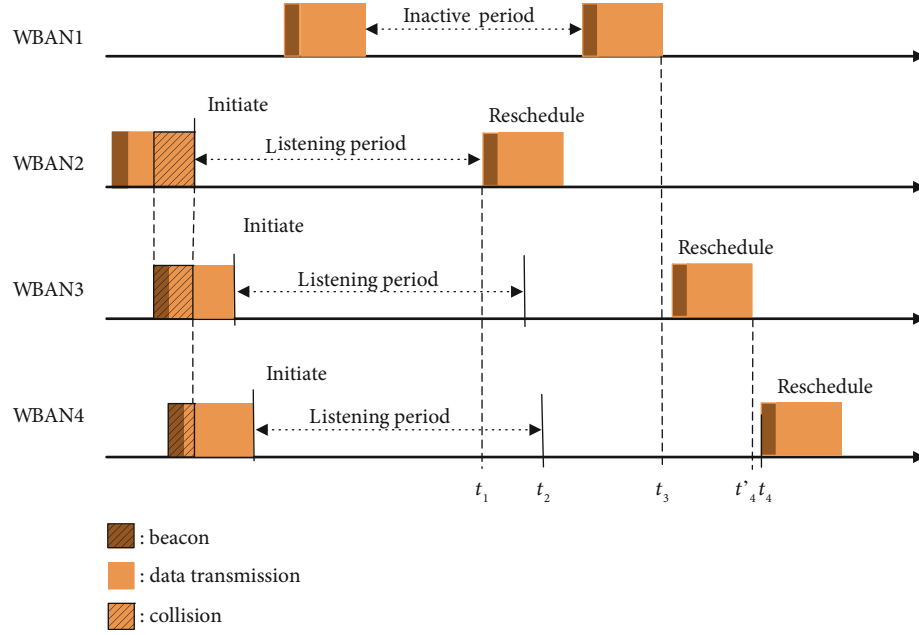 WBAN1
Inactive period
WBAN2
Initiate
Listening period
Reschedule
WBAN3
Initiate
Listening period
Reschedule
WBAN4
Initiate
Listening period
Reschedule
t1 t2 t3 t'4 t4
: beacon
: data transmission
: collision